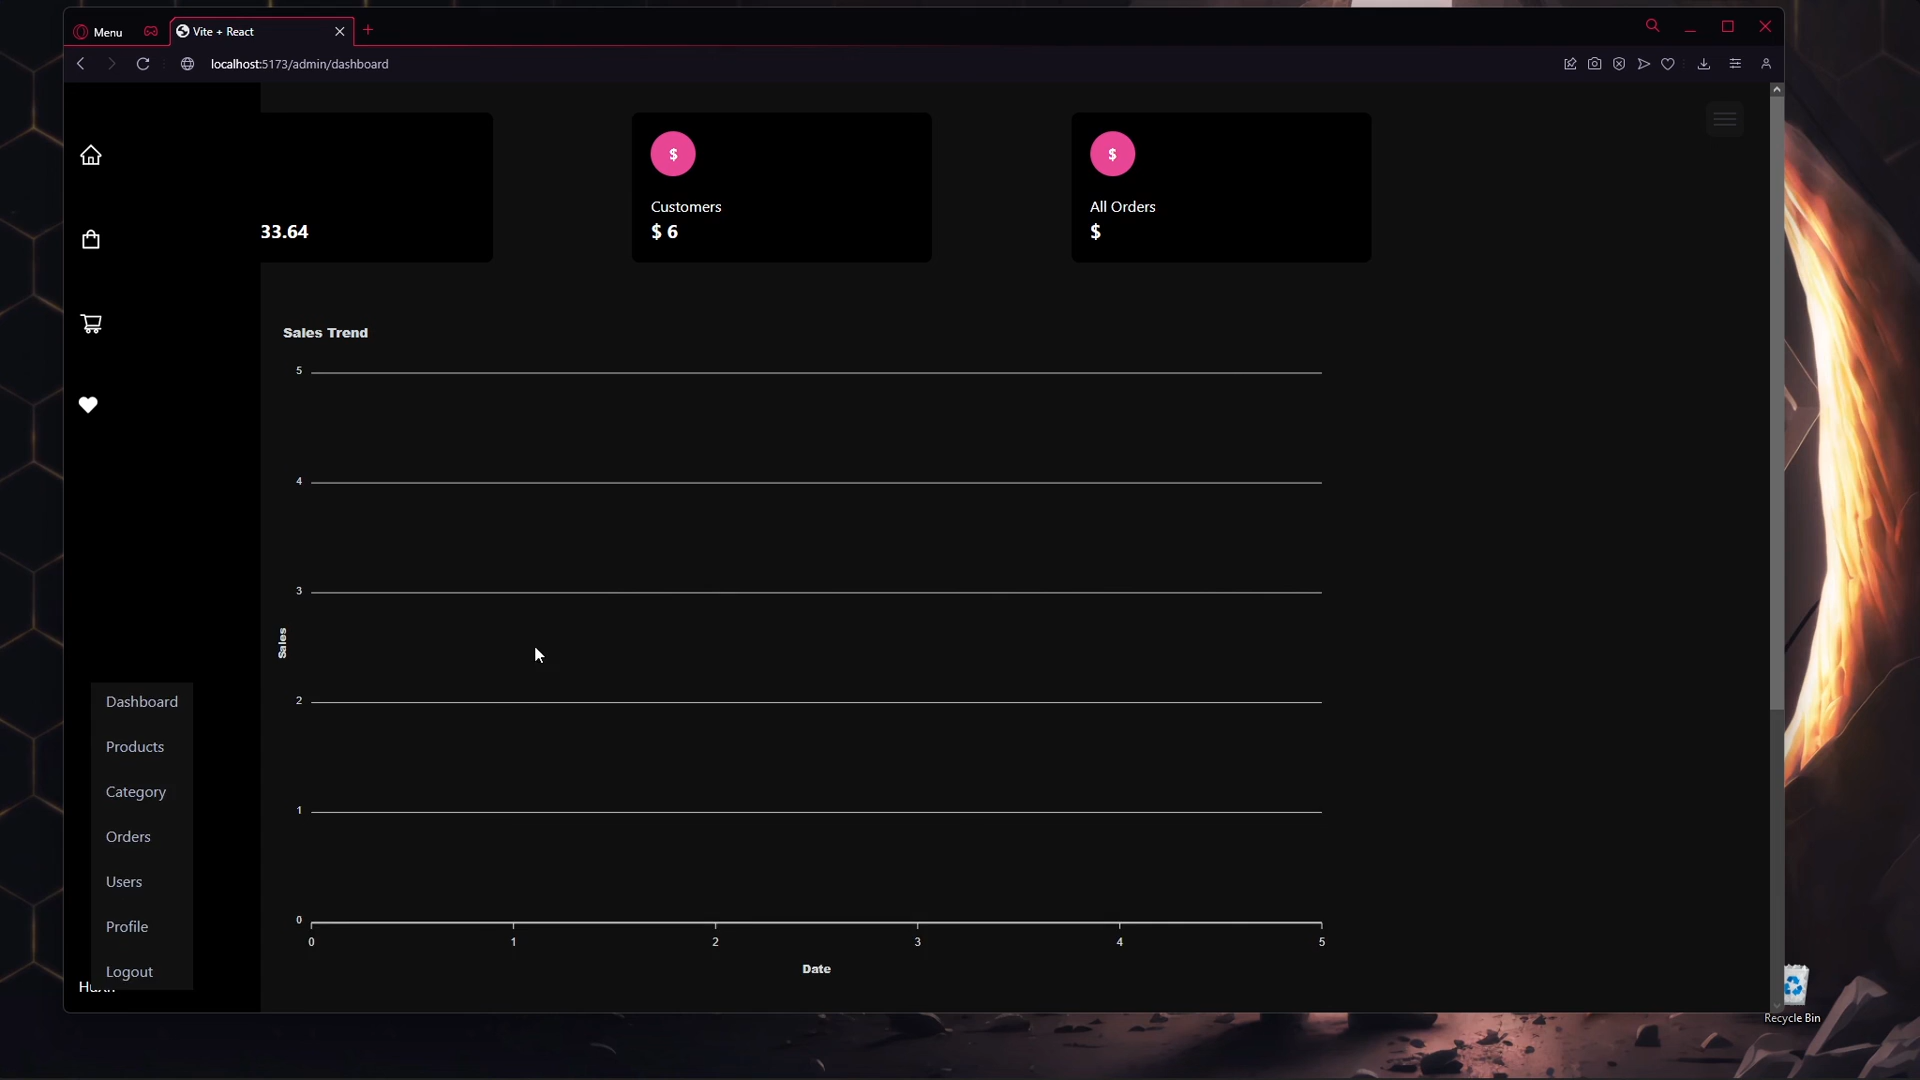 Menu
Vite + React
localhost:5173/admin/dashboard
33.64
$
Customers
$ 6
$
All Orders
$
Sales Trend
5
4
3
Sales
2
1
0
0 1 2 3 4 5
Date
Dashboard
Products
Category
Orders
Users
Profile
Logout
Recycle Bin